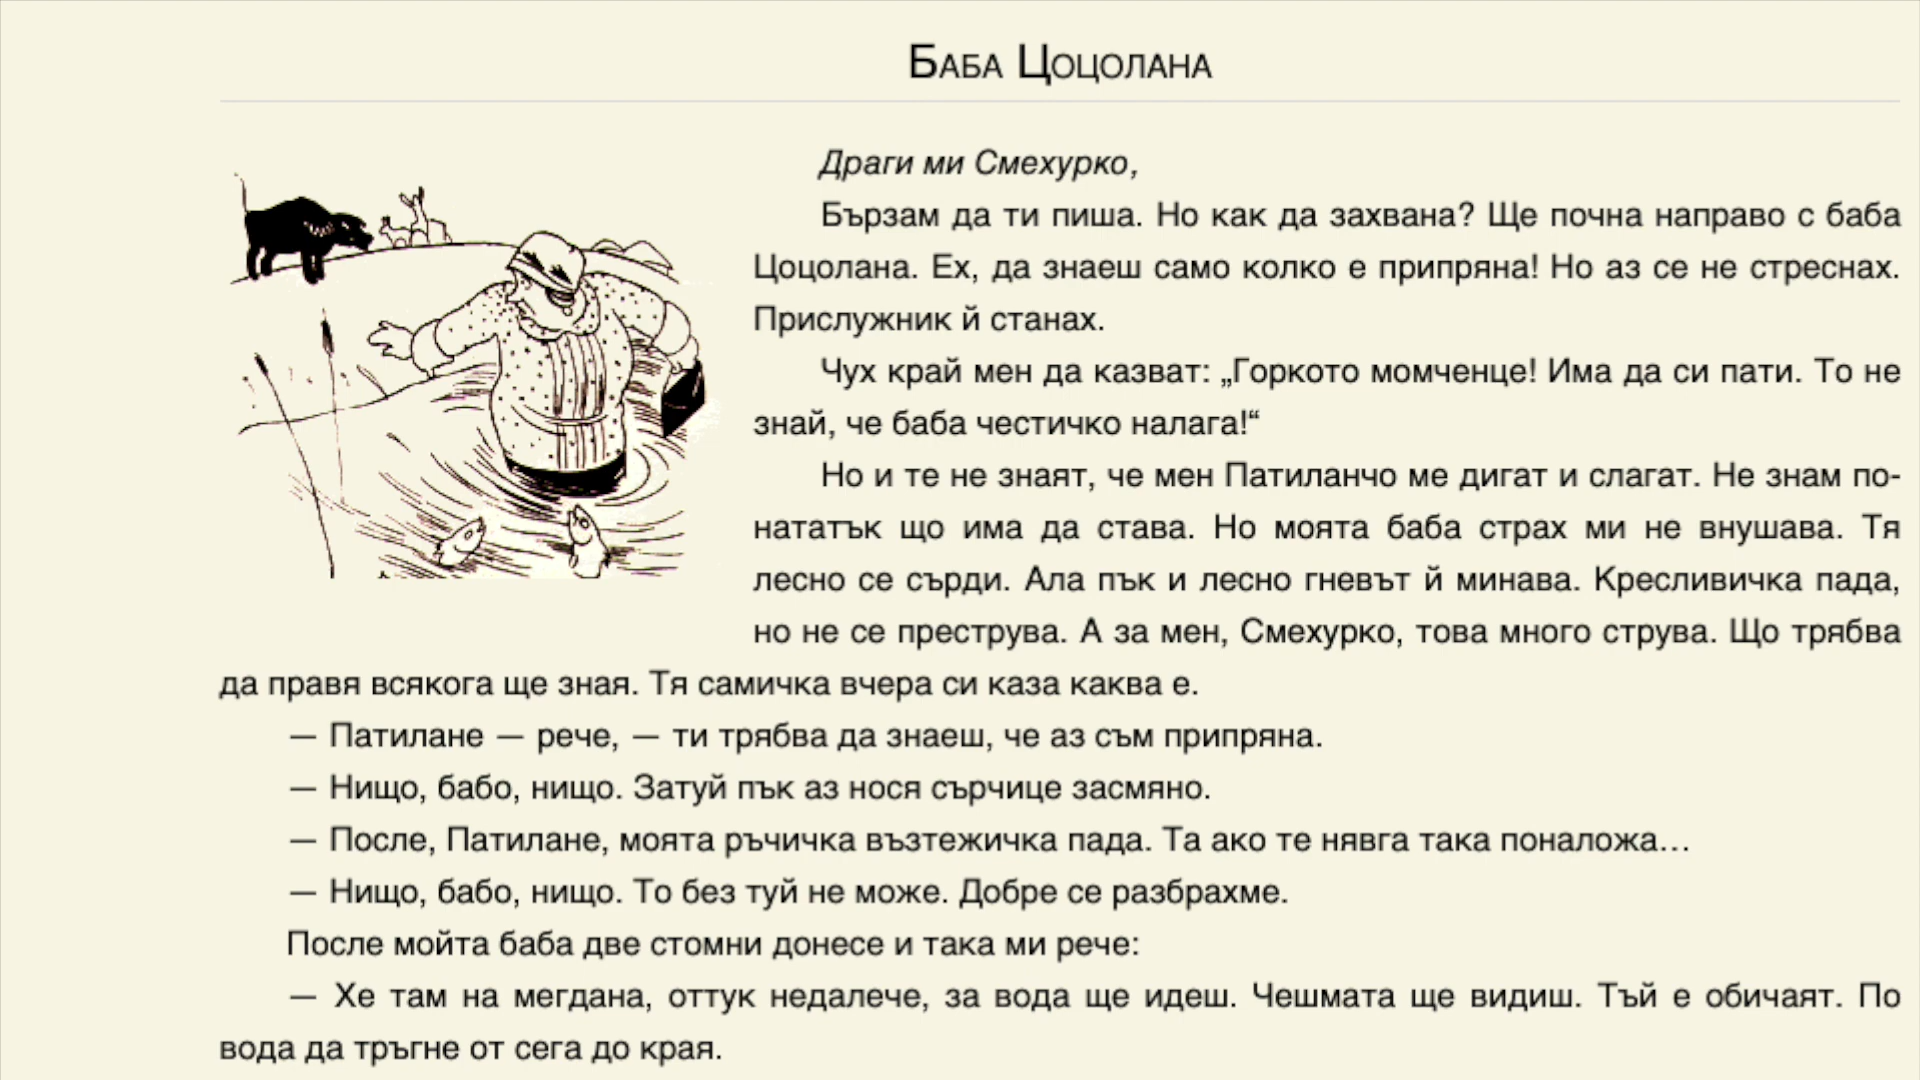 Баба Цоцолана
Драги ми Смехурко,
Бързам да ти пиша. Но как да захвана? Ще почна направо с баба
Цоцолана. Ех, да знаеш само колко е припряна! Но аз се не стреснах.
Прислужник ѝ станах.
Чух край мен да казват: „Горкото момченце! Има да си пати. То не
знай, че баба честичко налага!“
Но и те не знаят, че мен Патиланчо ме дигат и слагат. Не знам по-
нататък що има да става. Но моята баба страх ми не внушава. Тя
лесно се сърди. Ала пък и лесно гневът й минава. Кресливичка пада,
но не се преструва. А за мен, Смехурко, това много струва. Що трябва
да правя всякога ще зная. Тя самичка вчера си каза каква е.
— Патилане — рече, — ти трябва да знаеш, че аз съм припряна.
— Нищо, бабо, нищо. Затуй пък аз нося сърчице засмяно.
— После, Патилане, моята ръчичка възтежичка пада. Та ако те нявга така поналожа…
— Нищо, бабо, нищо. То без туй не може. Добре се разбрахме.
После мойта баба две стомни донесе и така ми рече:
— Хе там на мегдана, оттук недалече, за вода ще идеш. Чешмата ще видиш. Тъй е обичаят. По
вода да тръгне от сега до края.